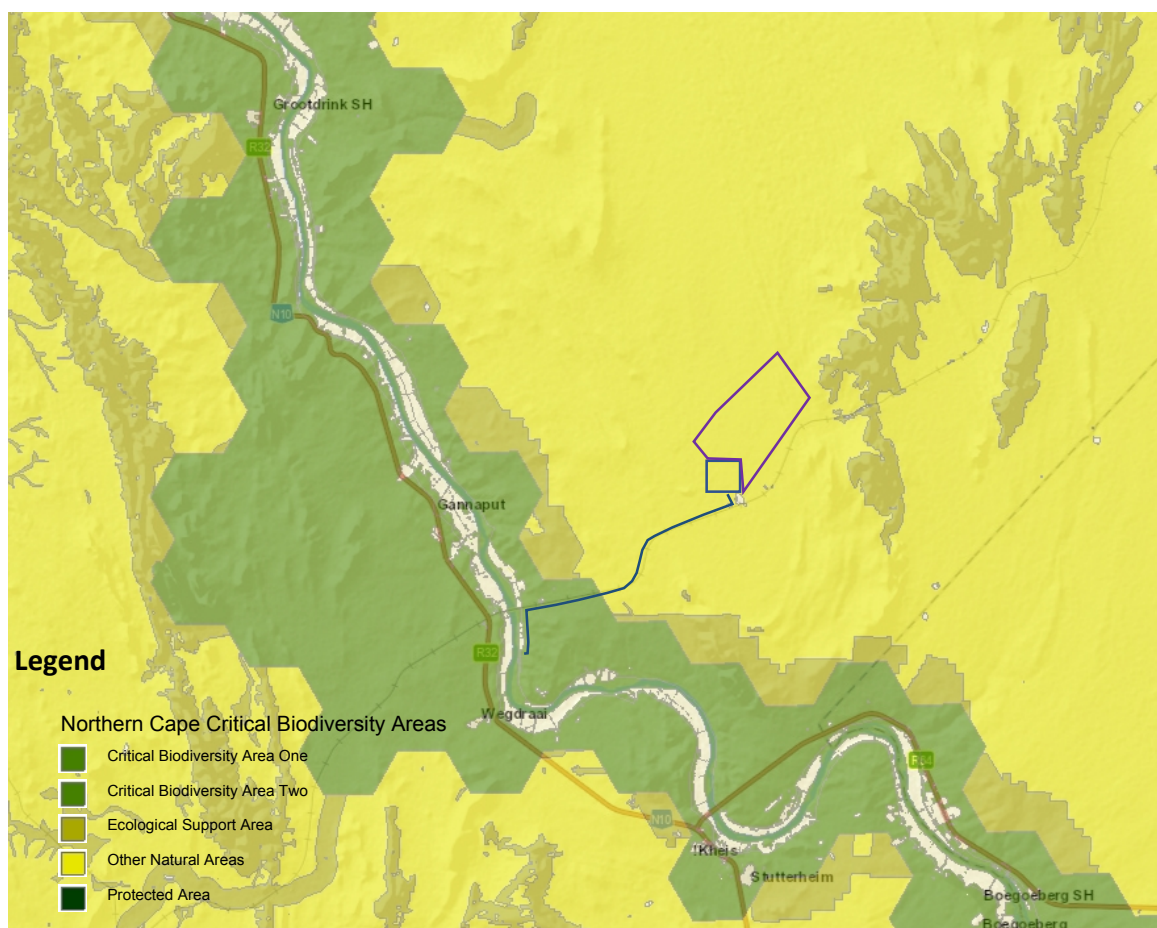 Grootdrink SH
R32
N10
Gannaput
Legend
R32
Wegdraai
Northern Cape Critical Biodiversity Areas
Critical Biodiversity Area One
R64
Critical Biodiversity Area Two
Ecological Support Area
N10
!Kheis
Other Natural Areas
Stutterheim
Protected Area
Boegoeberg SH
Boegoeberg